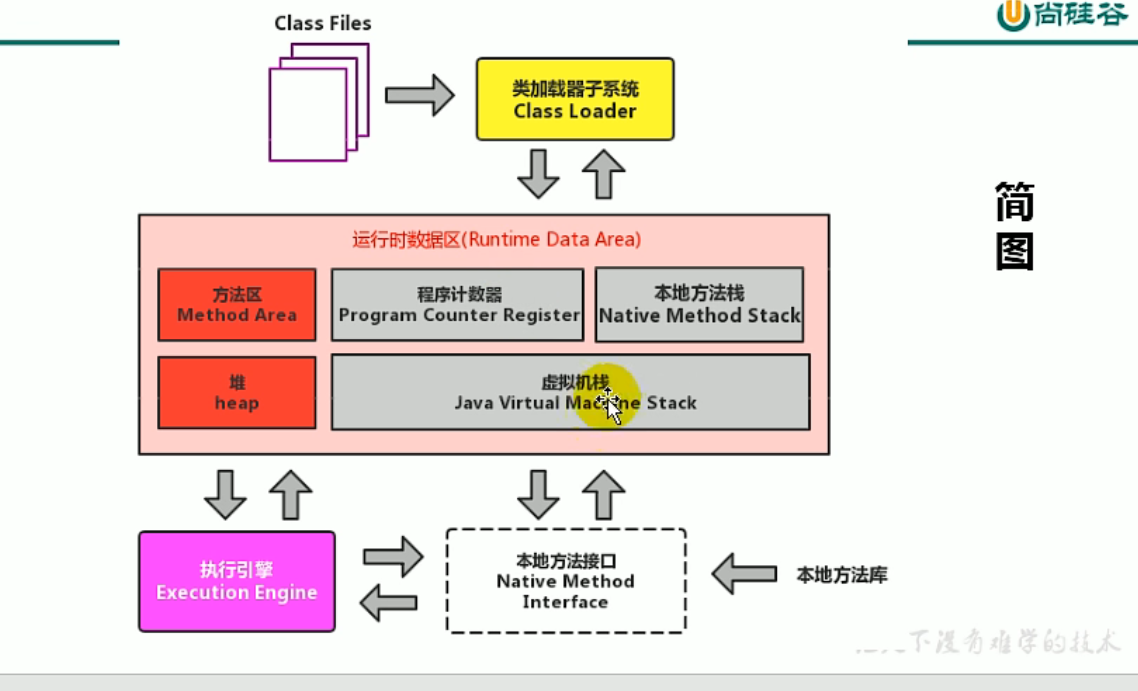 Class Files
尚硅谷
类加载器子系统
Class Loader
简
图
运行时数据区(Runtime Data Area)
方法区
Method Area
程序计数器
Program Counter Register
本地方法栈
Native Method Stack
堆
heap
虚拟机栈
Java Virtual Machine Stack
执行引擎
Execution Engine
本地方法接口
Native Method
Interface
本地方法库
下没有难学的技术